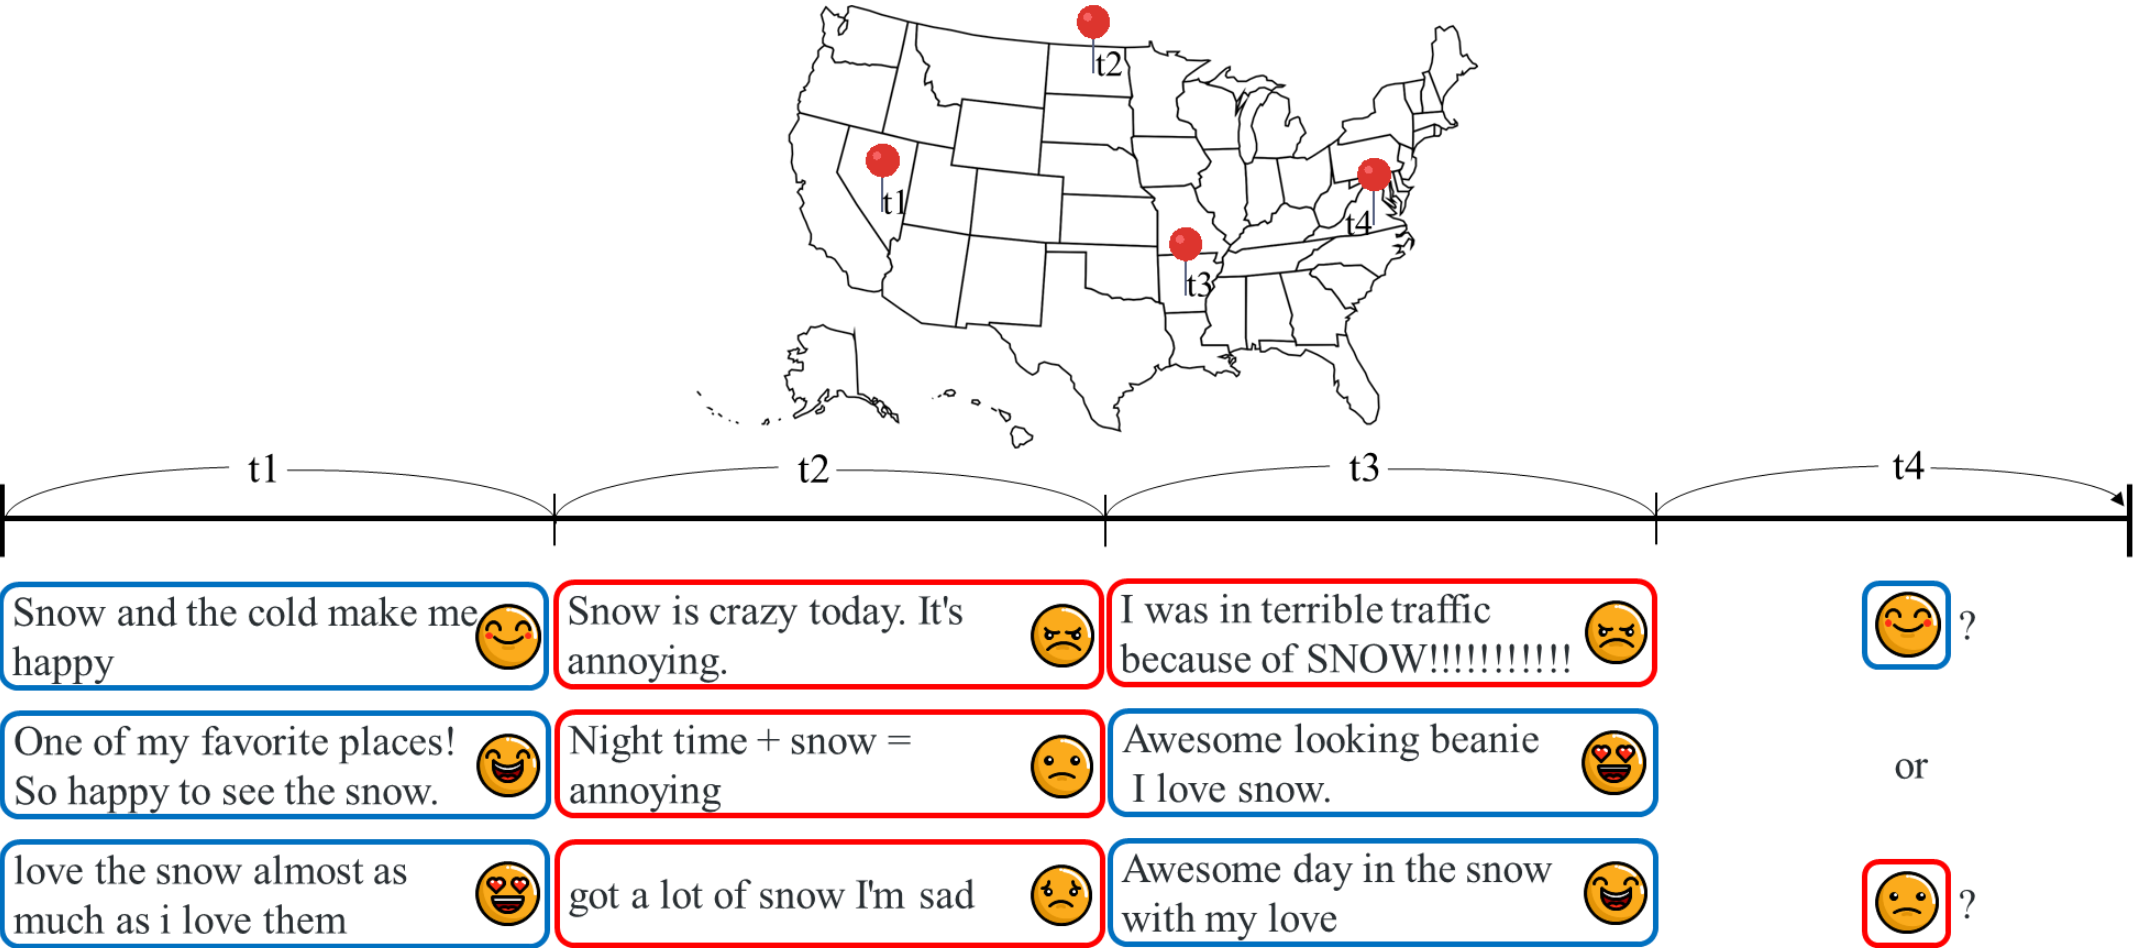 t2
t1
t4
t3
t1
t2
t3
t4
Snow and the cold make me
happy
Snow is crazy today. It's
annoying.
I was in terrible traffic
because of SNOW!!!!!!!!!!!
?
One of my favorite places!
So happy to see the snow.
Night time + snow =
annoying
Awesome looking beanie
I love snow.
or
love the snow almost as
much as i love them
got a lot of snow I'm sad
Awesome day in the snow
with my love
?